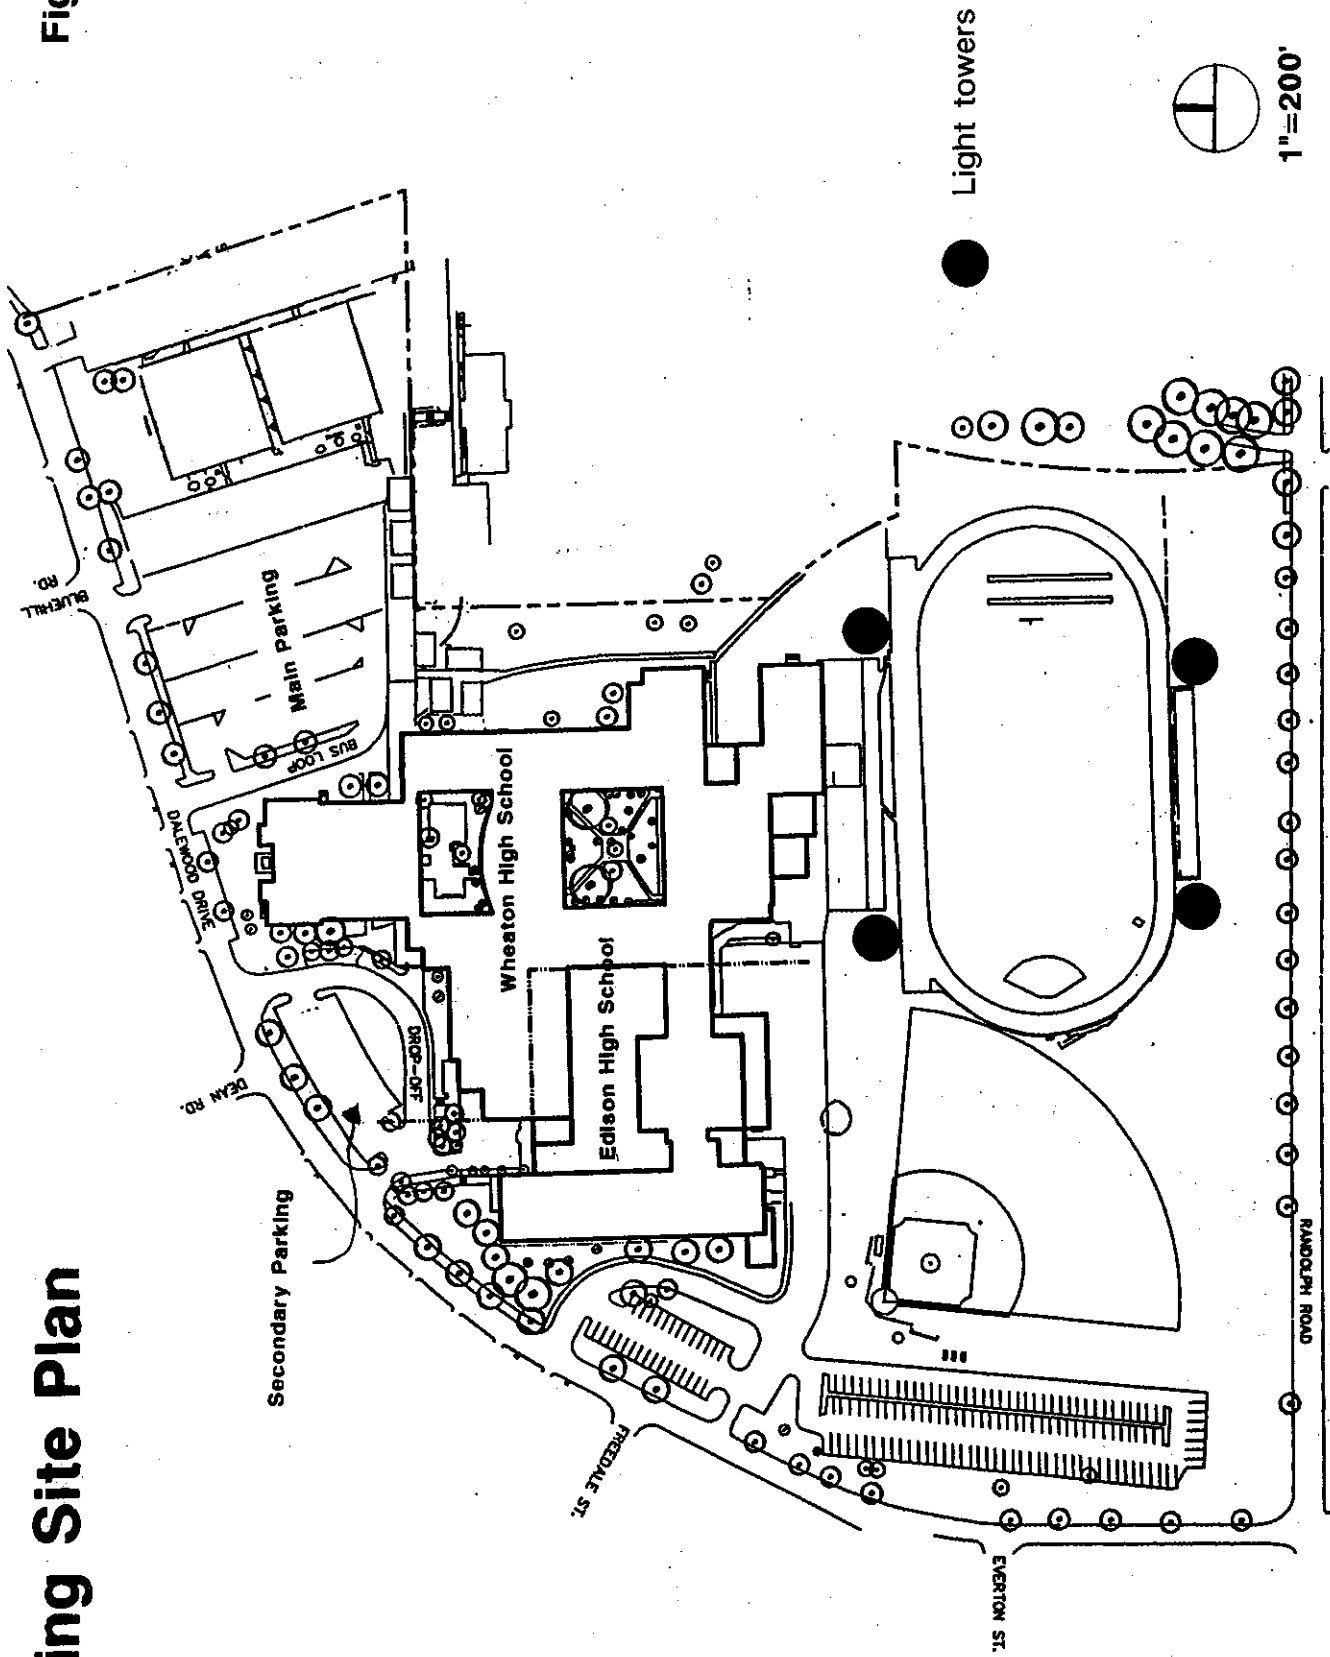 Fig
ing Site Plan
BLUEHILL
RD.
Main Parking
BUS LOOP
DALEWOOD DRIVE
Wheaton High School
Edison High School
DROP-OFF
DEAN RD.
Secondary Parking
FREEDALE ST.
EVERTON ST.
RANDOLPH ROAD
Light towers
1"=200'